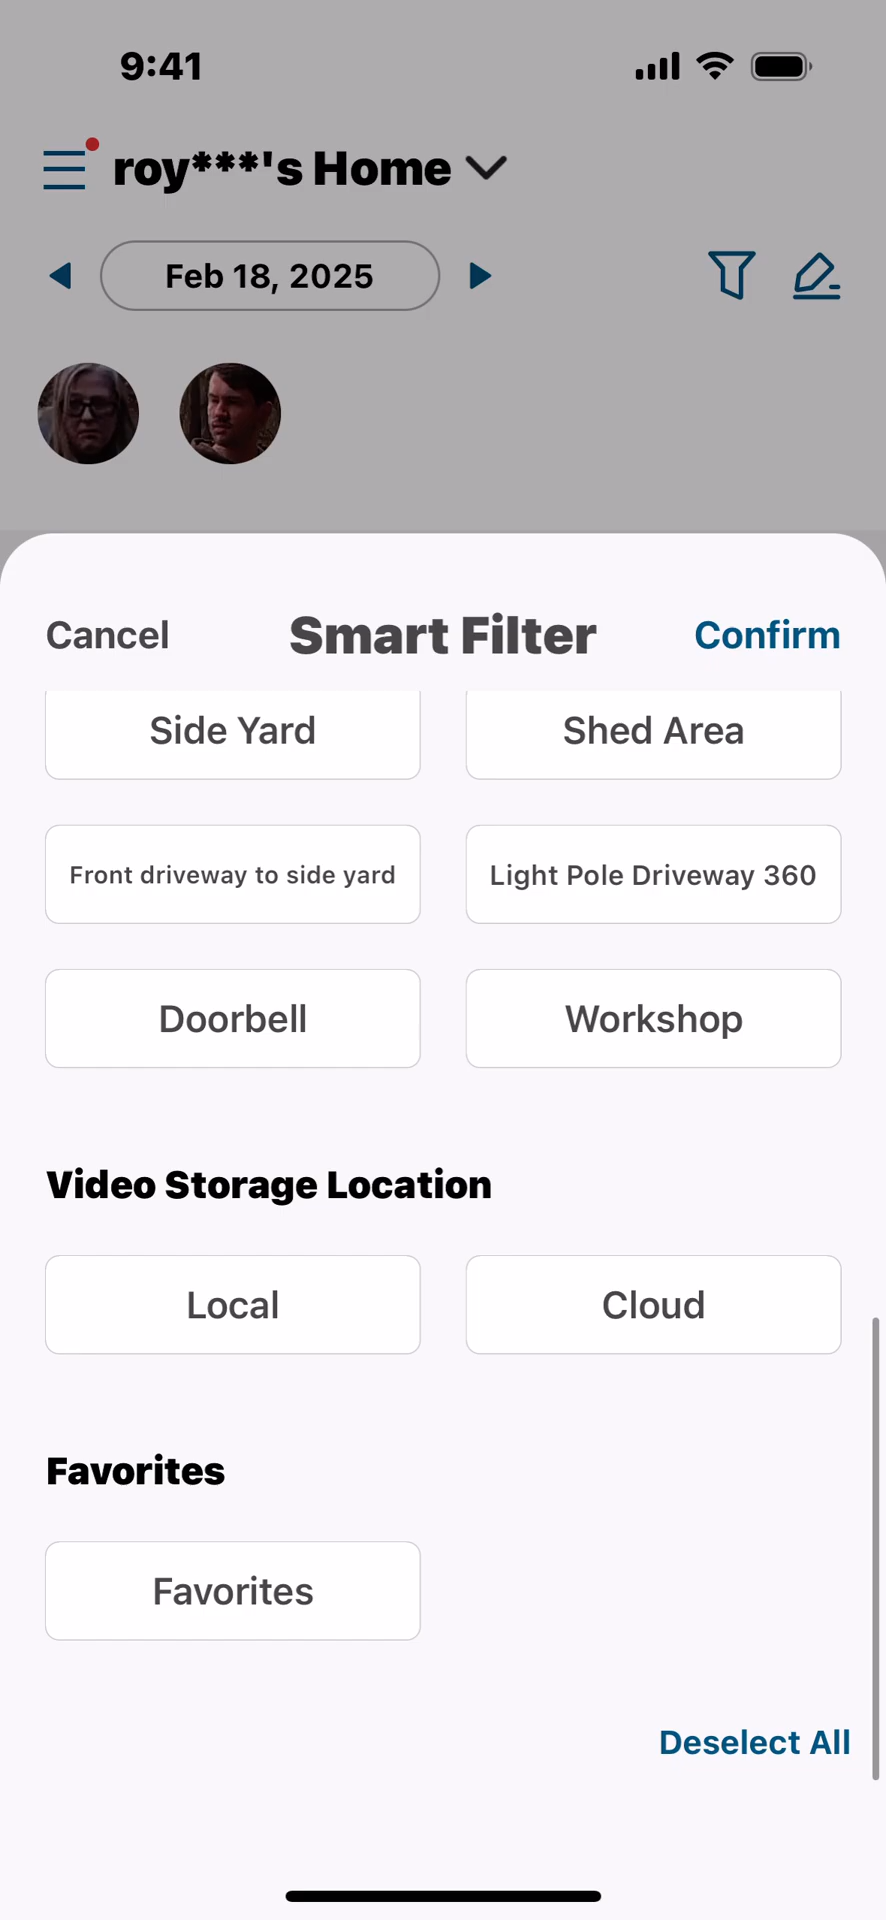 9:41
roy***'s Home
Feb 18, 2025
Cancel
Smart Filter
Confirm
Side Yard
Shed Area
Front driveway to side yard
Light Pole Driveway 360
Doorbell
Workshop
Video Storage Location
Local
Cloud
Favorites
Favorites
Deselect All